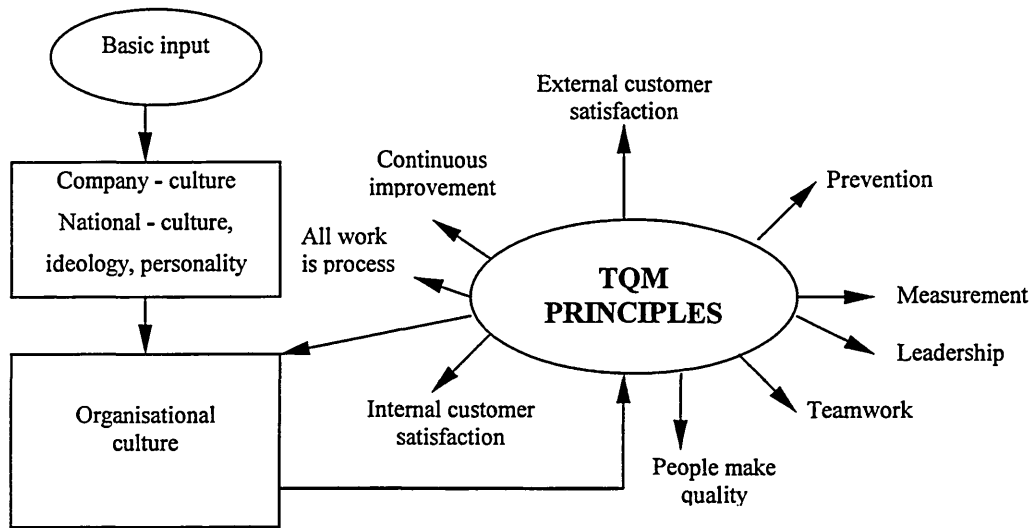 Basic input
Company - culture
National - culture,
ideology, personality
Organisational
culture
External customer
satisfaction
Continuous
improvement
All work
is process
Prevention
TQM
PRINCIPLES
Measurement
Leadership
Teamwork
Internal customer
satisfaction
People make
quality